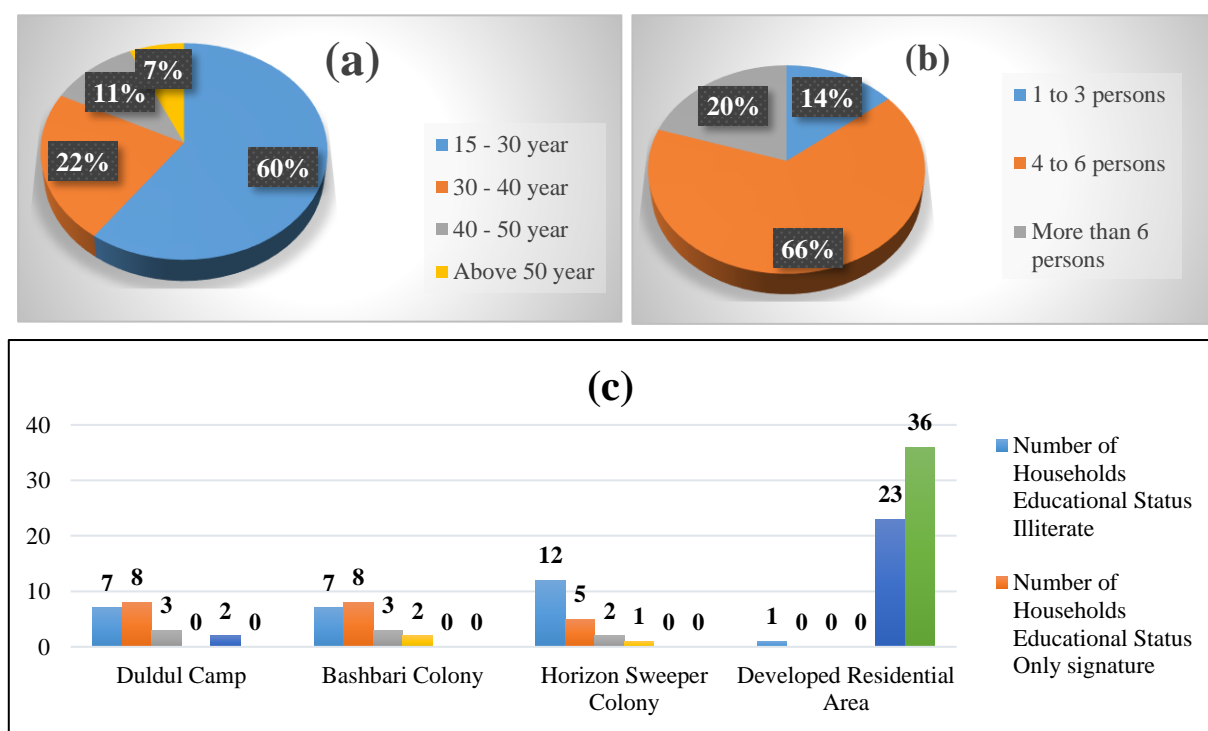 (a)
7%
11%
22%
60%
15 - 30 year
30 - 40 year
40 - 50 year
Above 50 year
(b)
20%
14%
66%
1 to 3 persons
4 to 6 persons
More than 6
persons
(c)
40
30
20
10
0
7 8 3 0 2 0
7 8 3 2 0 0
12 5 2 1 0 0
1 0 0 0 23 36
Duldul Camp
Bashbari Colony
Horizon Sweeper
Colony
Developed Residential
Area
Number of
Households
Educational Status
Illiterate
Number of
Households
Educational Status
Only signature